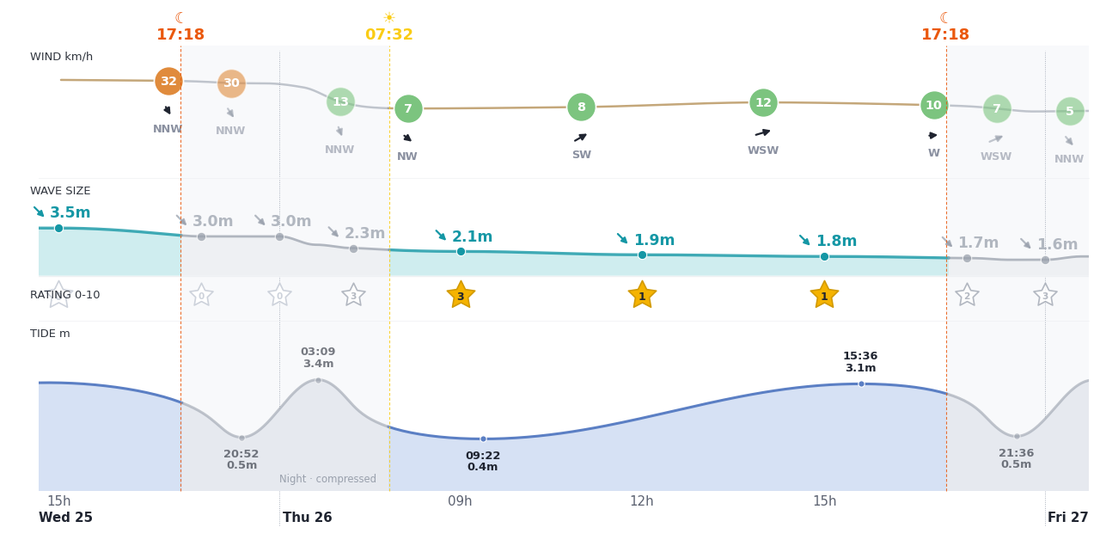 17:18
07:32
17:18
WIND km/h
32
30
13
7
8
12
10
7
5
NNW
NNW
NNW
NW
SW
WSW
W
WSW
NNW
WAVE SIZE
3.5m
3.0m
3.0m
2.3m
2.1m
1.9m
1.8m
1.7m
1.6m
RATING 0-10
0
0
3
3
1
1
2
3
TIDE m
03:09
3.4m
15:36
3.1m
20:52
0.5m
09:22
0.4m
21:36
0.5m
Night · compressed
15h
09h
12h
15h
Wed 25
Thu 26
Fri 27